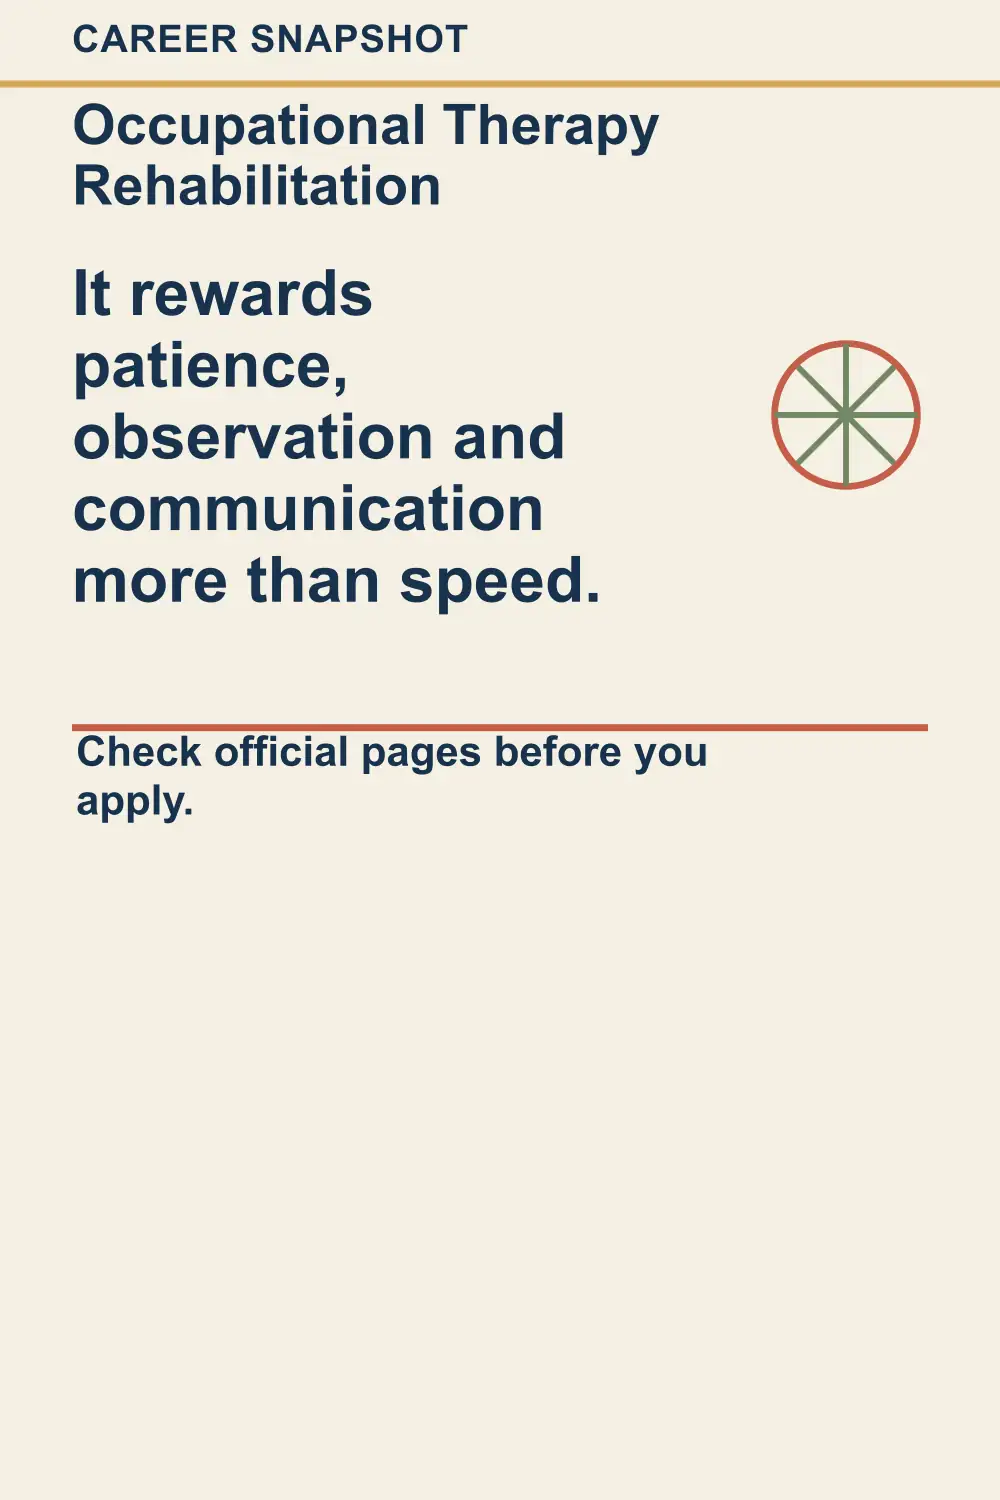 CAREER SNAPSHOT
Occupational Therapy
Rehabilitation
It rewards
patience,
observation and
communication
more than speed.
Check official pages before you
apply.